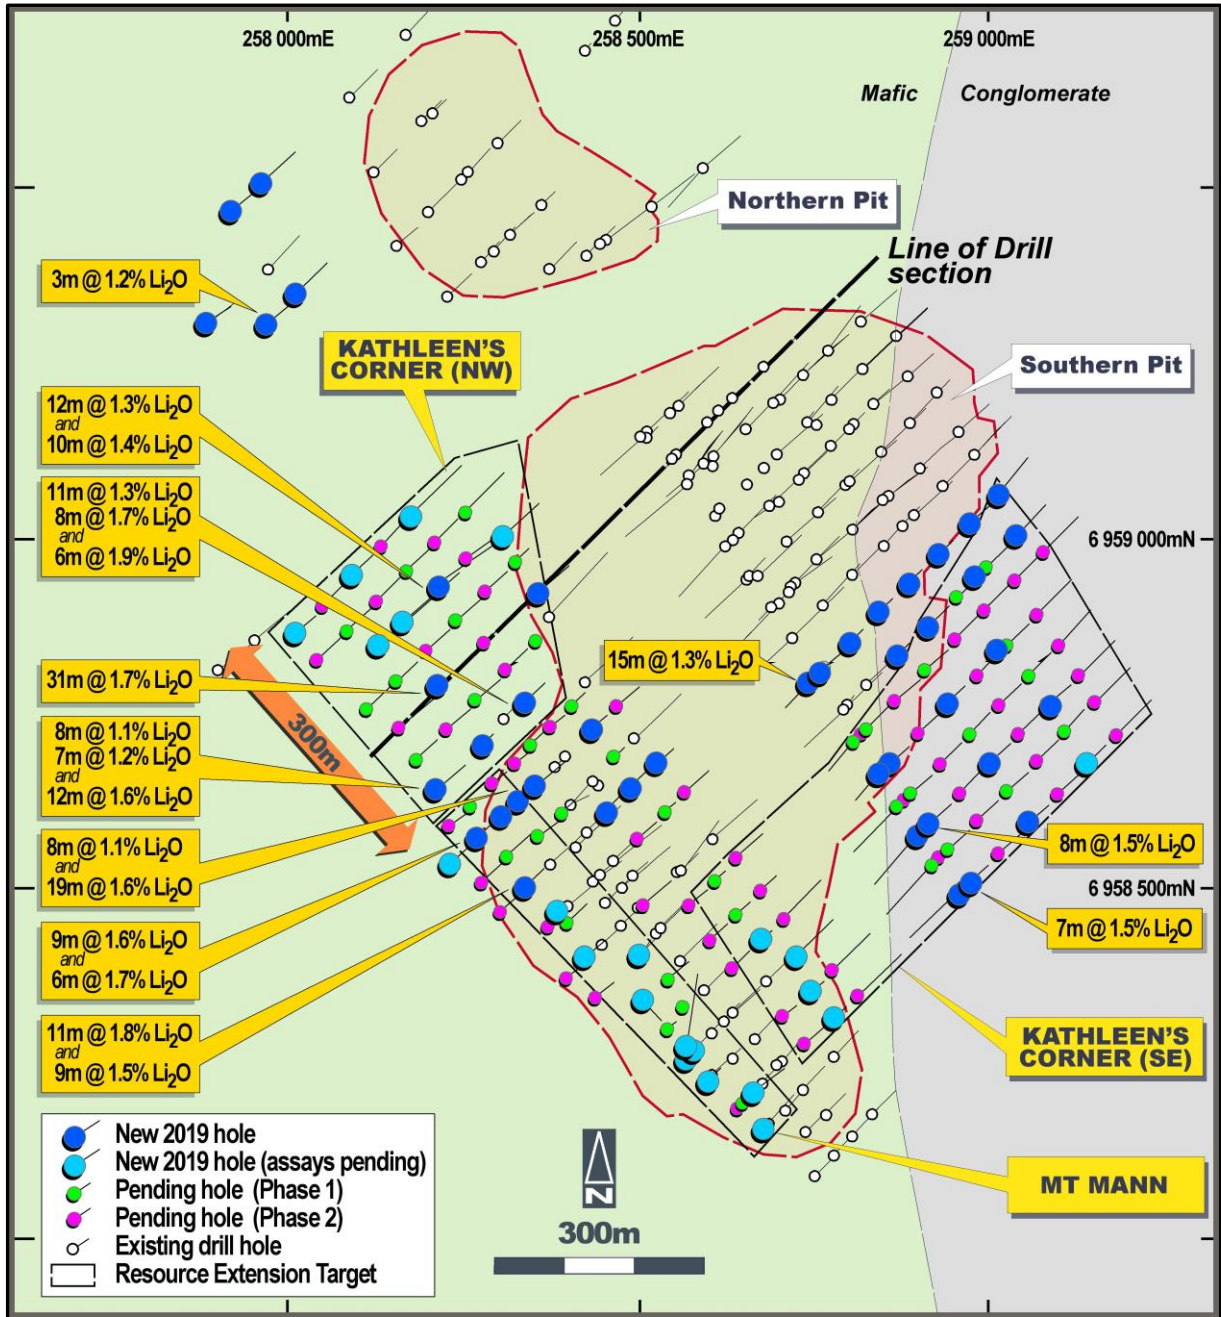 258 000mE
258 500mE
259 000mE
Mafic
Conglomerate
Northern Pit
Line of Drill
section
3m @ 1.2% Li₂O
KATHLEEN'S
CORNER (NW)
Southern Pit
12m @ 1.3% Li₂O
and
10m @ 1.4% Li₂O
11m @ 1.3% Li₂O
8m @ 1.7% Li₂O
and
6m @ 1.9% Li₂O
6 959 000mN
15m @ 1.3% Li₂O
31m @ 1.7% Li₂O
300m
8m @ 1.1% Li₂O
7m @ 1.2% Li₂O
and
12m @ 1.6% Li₂O
8m @ 1.1% Li₂O
and
19m @ 1.6% Li₂O
8m @ 1.5% Li₂O
6 958 500mN
7m @ 1.5% Li₂O
9m @ 1.6% Li₂O
and
6m @ 1.7% Li₂O
11m @ 1.8% Li₂O
and
9m @ 1.5% Li₂O
KATHLEEN'S
CORNER (SE)
MT MANN
New 2019 hole
New 2019 hole (assays pending)
Pending hole (Phase 1)
Pending hole (Phase 2)
Existing drill hole
Resource Extension Target
N
300m